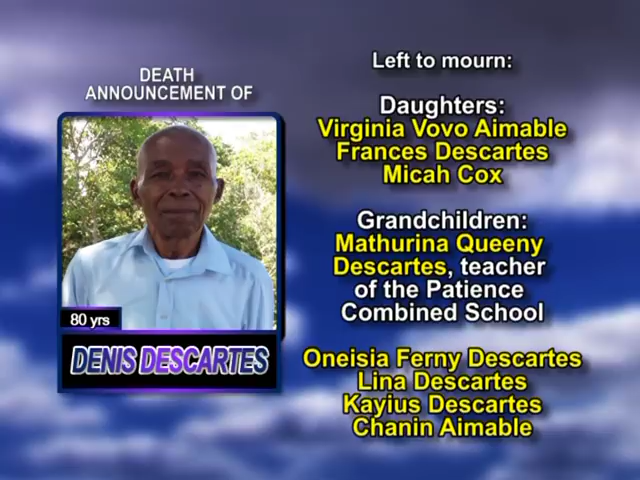 DEATH
ANNOUNCEMENT OF
80 yrs
DENIS DESCARTES
Left to mourn:
Daughters:
Virginia Vovo Aimable
Frances Descartes
Micah Cox
Grandchildren:
Mathurina Queeny
Descartes, teacher
of the Patience
Combined School
Oneisia Ferny Descartes
Lina Descartes
Kayius Descartes
Chanin Aimable